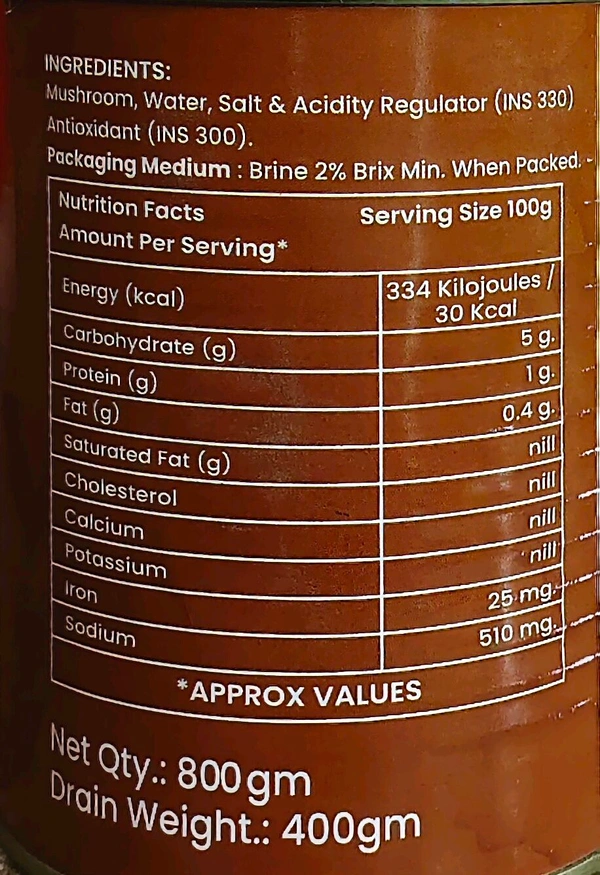 INGREDIENTS:
Mushroom, Water, Salt & Acidity Regulator (INS 330)
Antioxidant (INS 300).
Packaging Medium : Brine 2% Brix Min. When Packed.
Nutrition Facts Serving Size 100g
Amount Per Serving*
Energy (kcal) 334 Kilojoules /
30 Kcal
Carbohydrate (g) 5 g.
Protein (g) 1 g.
Fat (g) 0.4 g.
Saturated Fat (g) nill
Cholesterol nill
Calcium nill
Potassium nill
Iron 25 mg.
Sodium 510 mg.
*APPROX VALUES
Net Qty.: 800gm
Drain Weight.: 400gm